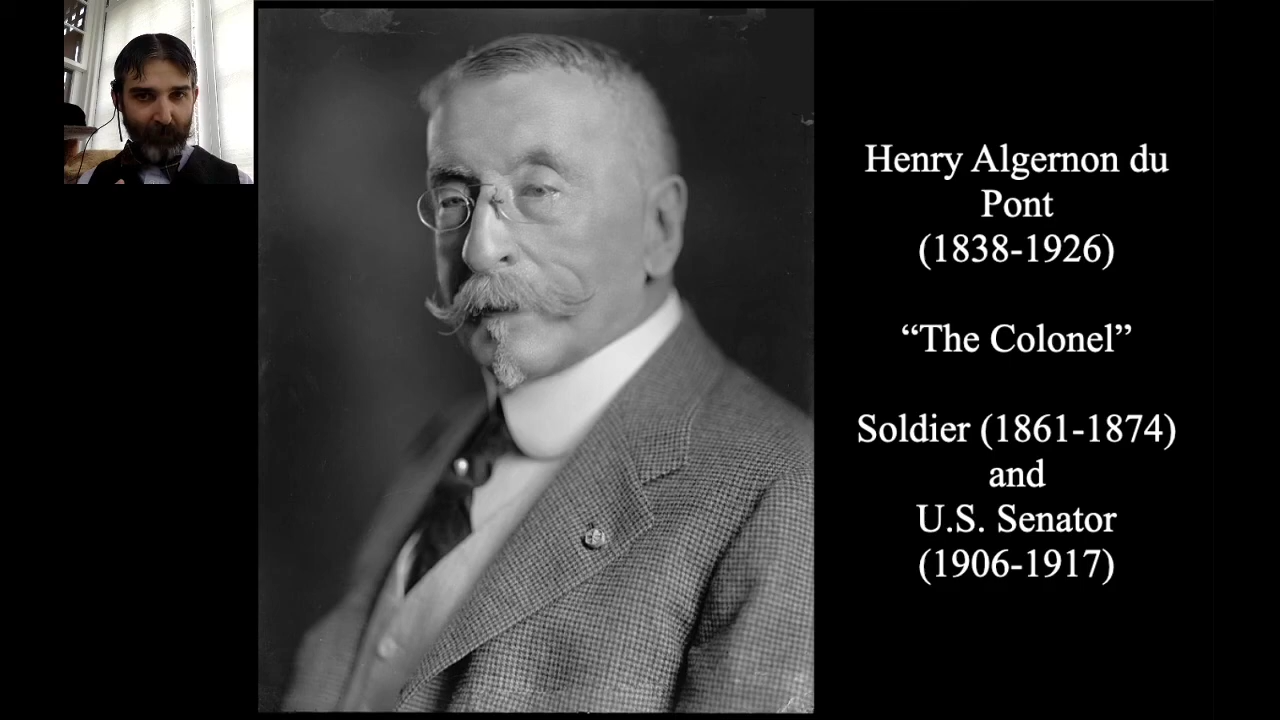 Henry Algernon du
Pont
(1838-1926)
“The Colonel”
Soldier (1861-1874)
and
U.S. Senator
(1906-1917)